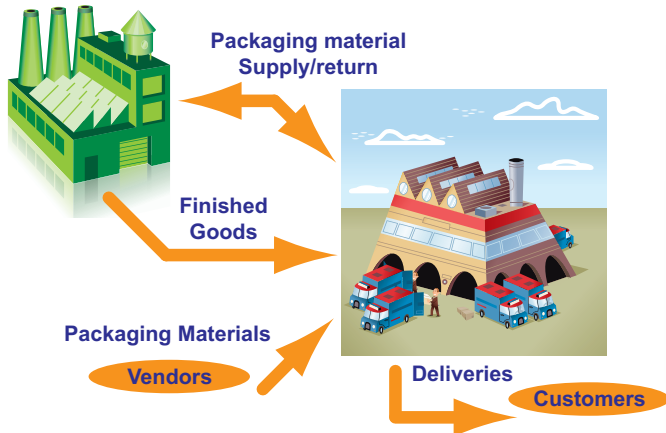 Packaging material
Supply/return
Finished
Goods
Packaging Materials
Vendors
Deliveries
Customers